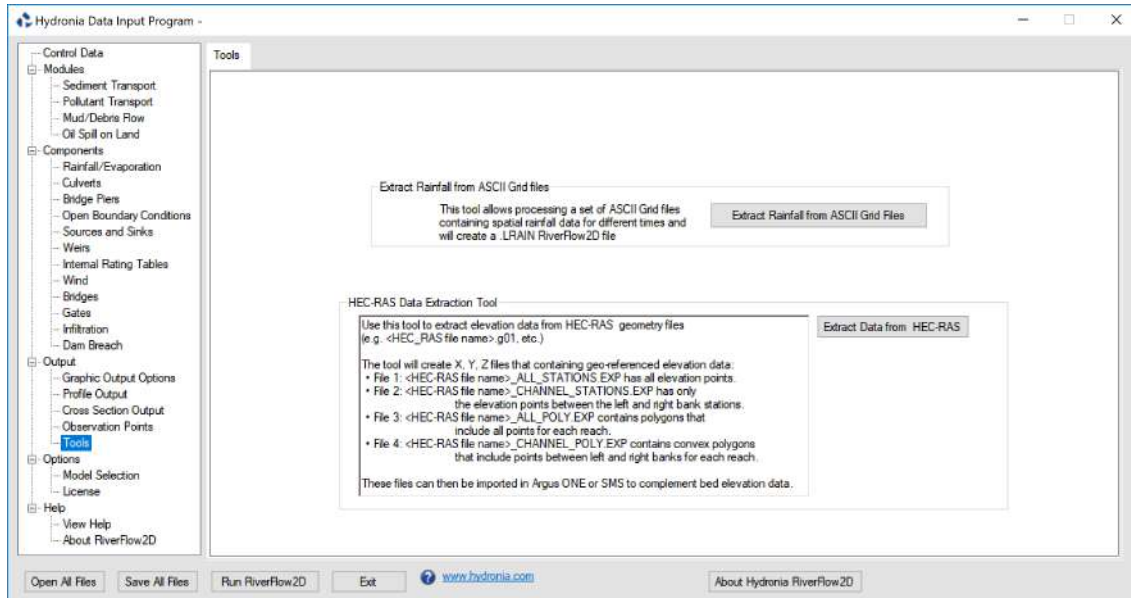 Hydronia Data Input Program -
Control Data
Modules
Sediment Transport
Pollutant Transport
Mud/Debris Flow
Oil Spill on Land
Components
Rainfall/Evaporation
Culverts
Bridge Piers
Open Boundary Conditions
Sources and Sinks
Weirs
Internal Rating Tables
Wind
Bridges
Gates
Infiltration
Dam Breach
Output
Graphic Output Options
Profile Output
Cross Section Output
Observation Points
Tools
Options
Model Selection
License
Help
View Help
About RiverFlow2D
Tools
Extract Rainfall from ASCII Grid files
This tool allows processing a set of ASCII Grid files
containing spatial rainfall data for different times and
will create a .LRAIN RiverFlow2D file
Extract Rainfall from ASCII Grid Files
HEC-RAS Data Extraction Tool
Use this tool to extract elevation data from HEC-RAS geometry files
(e.g. <HEC_RAS file name>.g01, etc.)
The tool will create X, Y, Z files that containing geo-referenced elevation data:
• File 1: <HEC-RAS file name>_ALL_STATIONS.EXP has all elevation points.
• File 2: <HEC-RAS file name>_CHANNEL_STATIONS.EXP has only
the elevation points between the left and right bank stations.
• File 3: <HEC-RAS file name>_ALL_POLY.EXP contains polygons that
include all points for each reach.
• File 4: <HEC-RAS file name>_CHANNEL_POLY.EXP contains convex polygons
that include points between left and right banks for each reach.
These files can then be imported in Argus ONE or SMS to complement bed elevation data.
Extract Data from HEC-RAS
Open All Files
Save All Files
Run RiverFlow2D
Exit
www.hydronia.com
About Hydronia RiverFlow2D